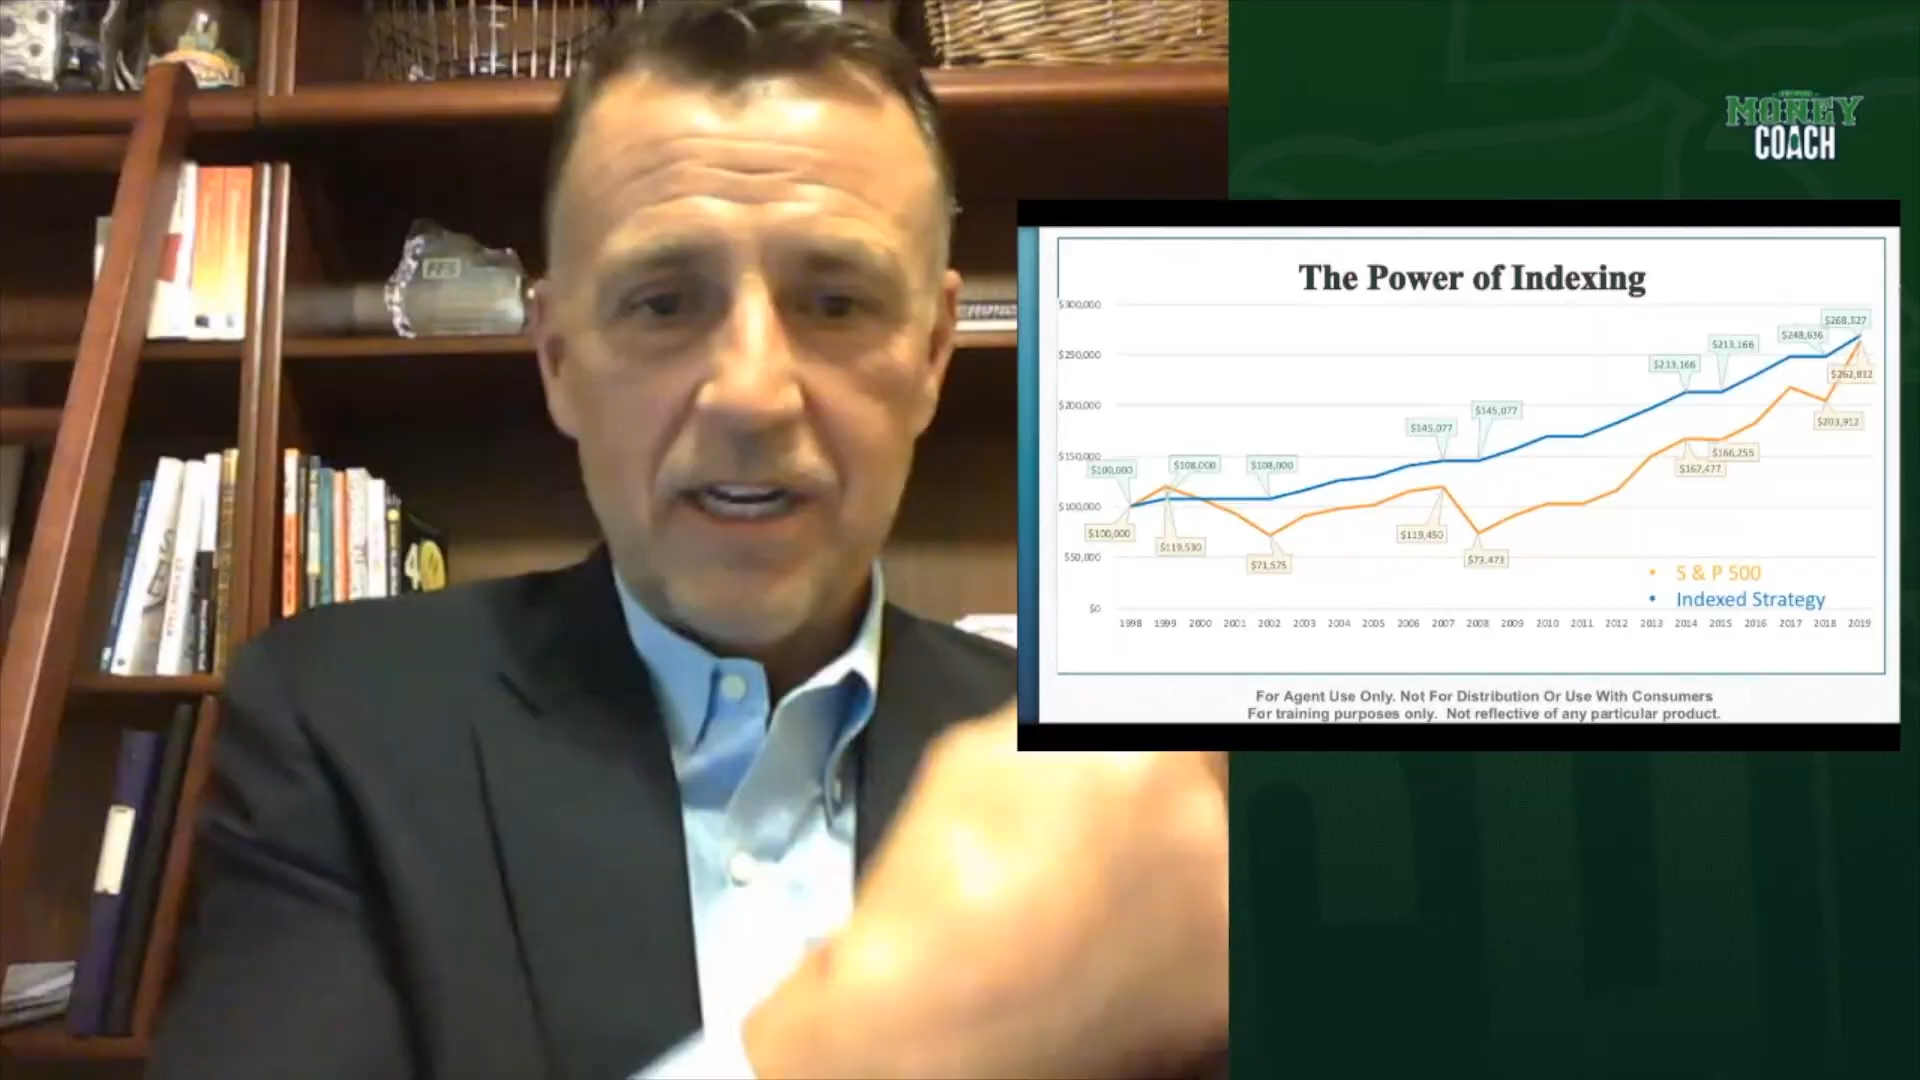 MONEY
COACH
FFS
The Power of Indexing
$300,000
$250,000
$200,000
$150,000
$100,000
$50,000
$0
$100,000
$108,000
$108,000
$145,077
$145,077
$213,166
$213,166
$248,636
$268,327
$100,000
$119,530
$71,575
$119,450
$73,473
$167,477
$166,255
$203,912
$262,812
• S & P 500
• Indexed Strategy
1998 1999 2000 2001 2002 2003 2004 2005 2006 2007 2008 2009 2010 2011 2012 2013 2014 2015 2016 2017 2018 2019
For Agent Use Only. Not For Distribution Or Use With Consumers
For training purposes only. Not reflective of any particular product.